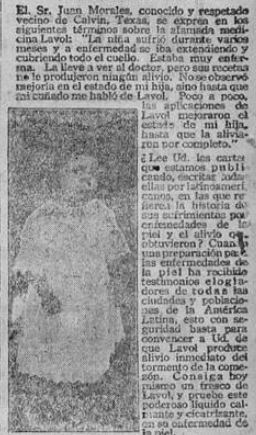 El. Sr. Juan Morales, conocido y respetado
vecino de Calvin, Texas, se expresa en los
siguientes términos sobre la afamada medi-
cina Lavol: "La niña sufrió durante varios
meses y a enfermedad se iba extendiendo y
cubriendo todo el cuello. Estaba muy enfer-
ma. La llevé a ver al doctor, pero sus recetas
no le produjeron ningún alivio. No se observó
mejoría en el estado de mi hija, sino hasta que
mi cuñado me habló de Lavol. Poco a poco
las aplicaciones de
Lavol mejoraron el
estado de mi hija,
hasta que la alivia-
ron por completo."
¿Lee Ud. las cartas
que estamos publi-
cando, escritas todas
ellas por latinoameri-
canos, en las que re-
fieren la historia de
sus sufrimientos por
enfermedades de la
piel y el alivio que
obtuvieron? Cuando
una preparación para
las enfermedades de
la piel ha recibido
testimonios elogia-
dores de todas las
ciudades y poblacio-
nes de la América
Latina, esto con se-
guridad basta para
convencer a Ud. de
que Lavol produce
alivio inmediato del
tormento de la come-
zón. Consiga hoy
mismo un frasco de
Lavol, y pruebe este
poderoso líquido cal-
mante y cicatrizante,
en su enfermedad de
la piel.